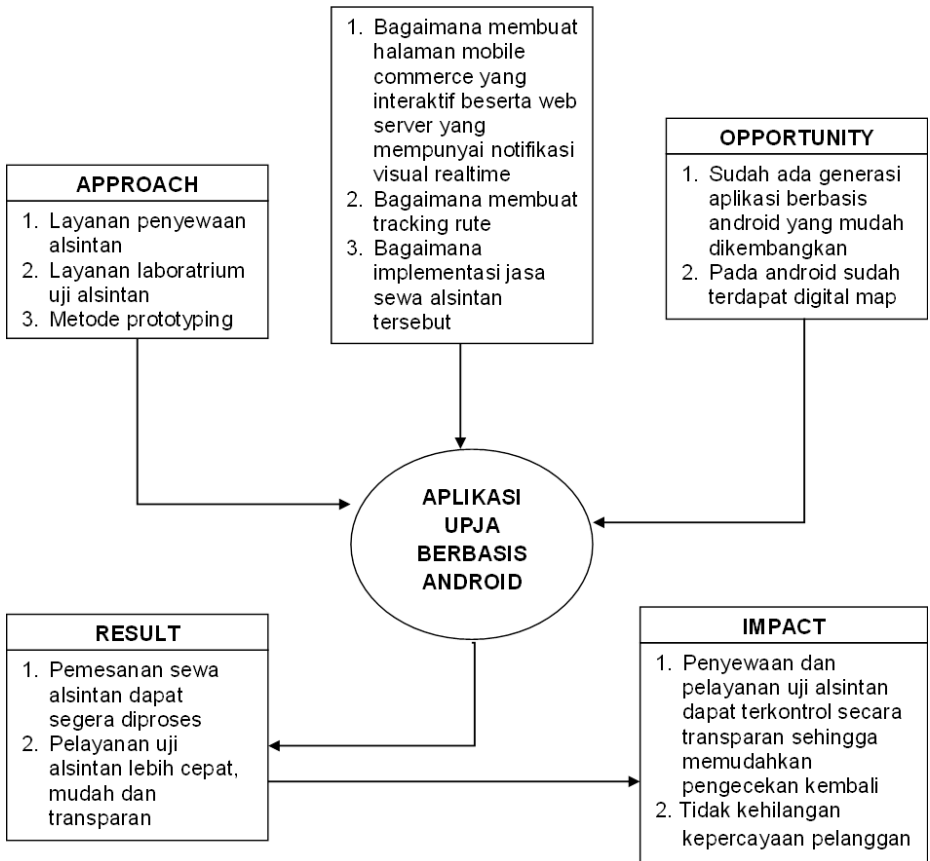 APPROACH
1. Layanan penyewaan
alsintan
2. Layanan laboratrium
uji alsintan
3. Metode prototyping
1. Bagaimana membuat
halaman mobile
commerce yang
interaktif beserta web
server yang
mempunyai notifikasi
visual realtime
2. Bagaimana membuat
tracking rute
3. Bagaimana
implementasi jasa
sewa alsintan
tersebut
OPPORTUNITY
1. Sudah ada generasi
aplikasi berbasis
android yang mudah
dikembangkan
2. Pada android sudah
terdapat digital map
APLIKASI
UPJA
BERBASIS
ANDROID
RESULT
1. Pemesanan sewa
alsintan dapat
segera diproses
2. Pelayanan uji
alsintan lebih cepat,
mudah dan
transparan
IMPACT
1. Penyewaan dan
pelayanan uji alsintan
dapat terkontrol secara
transparan sehingga
memudahkan
pengecekan kembali
2. Tidak kehilangan
kepercayaan pelanggan